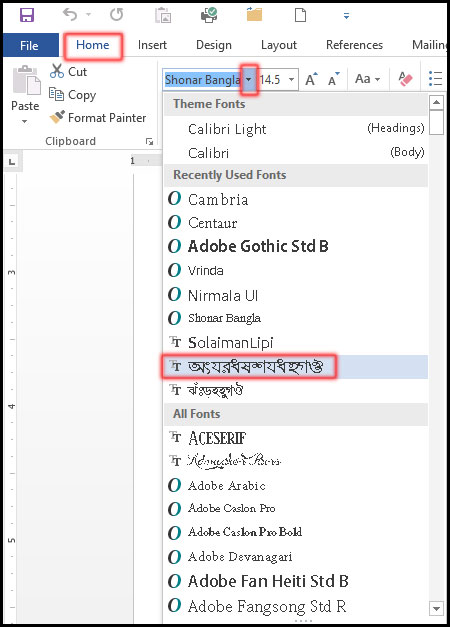 File Home Insert Design Layout References Mailing
Paste
Cut
Copy
Format Painter
Clipboard
Shonar Bangla 14.5 A A Aa A
Theme Fonts
Calibri Light (Headings)
Calibri (Body)
Recently Used Fonts
Cambria
Centaur
Adobe Gothic Std B
Vrinda
Nirmala UI
Shonar Bangla
SolaimanLipi
All Fonts
ACESERIF
Adobe Arabic
Adobe Caslon Pro
Adobe Caslon Pro Bold
Adobe Devanagari
Adobe Fan Heiti Std B
Adobe Fangsong Std R
L
1
3
4
5